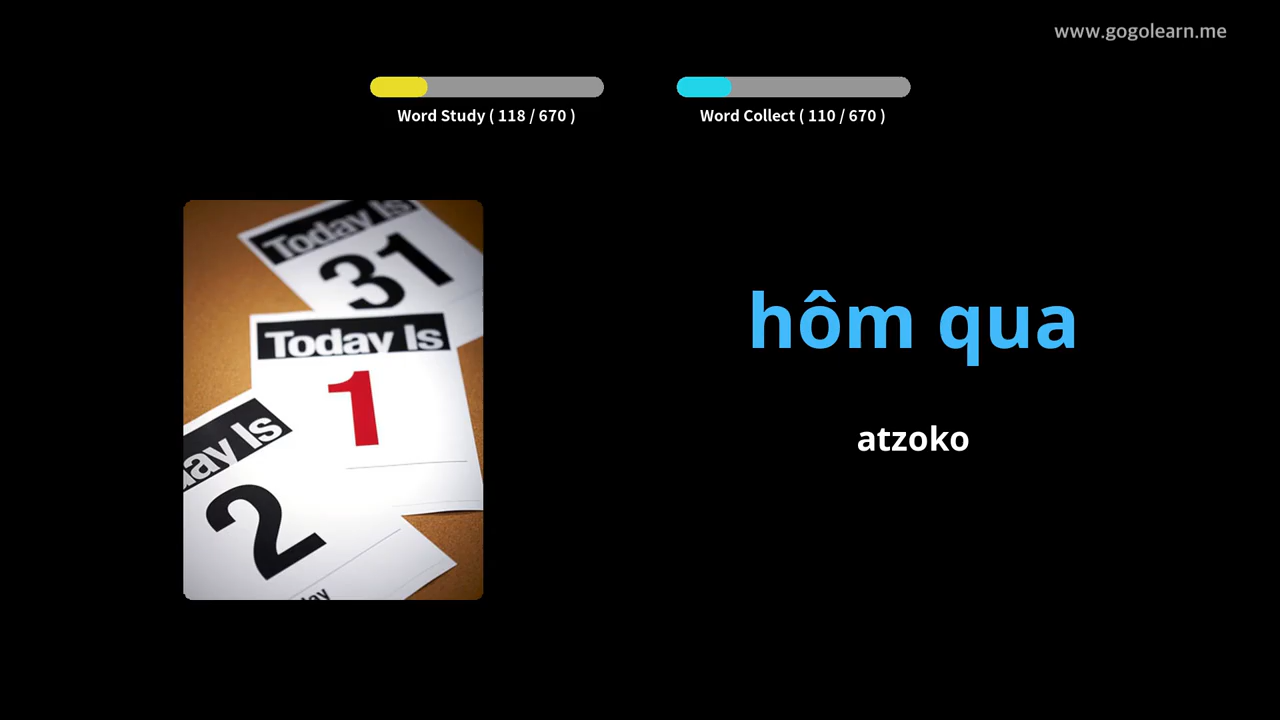 www.gogolearn.me
Word Study ( 118 / 670 )
Word Collect ( 110 / 670 )
Today Is
31
Today Is
1
ay Is
2
ay
hôm qua
atzoko